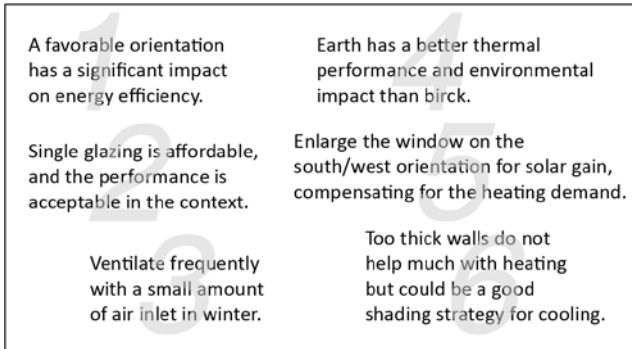 1
A favorable orientation
has a significant impact
on energy efficiency.
2
Single glazing is affordable,
and the performance is
acceptable in the context.
3
Ventilate frequently
with a small amount
of air inlet in winter.
4
Earth has a better thermal
performance and environmental
impact than birck.
5
Enlarge the window on the
south/west orientation for solar gain,
compensating for the heating demand.
6
Too thick walls do not
help much with heating
but could be a good
shading strategy for cooling.